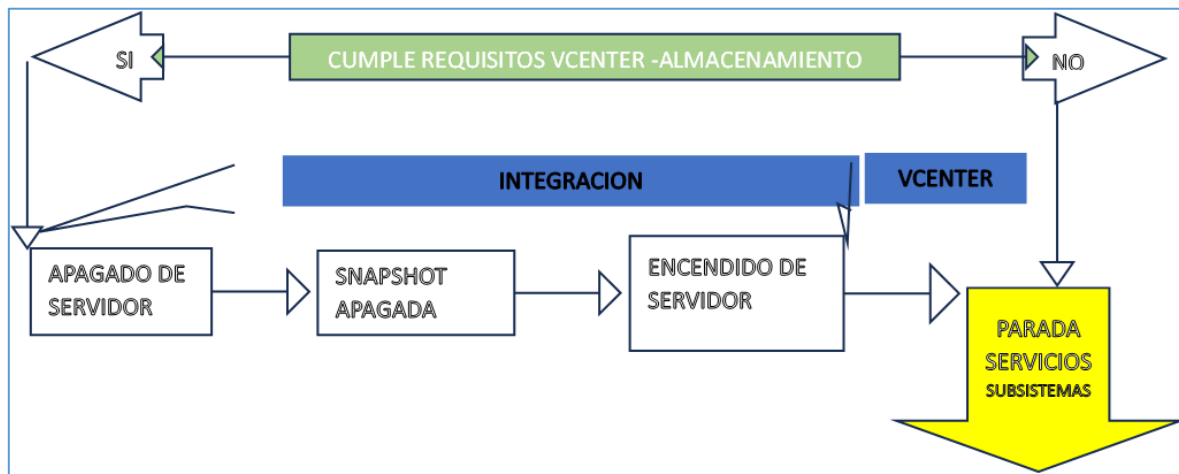 SI
CUMPLE REQUISITOS VCENTER -ALMACENAMIENTO
NO
INTEGRACION
VCENTER
APAGADO DE
SERVIDOR
SNAPSHOT
APAGADA
ENCENDIDO DE
SERVIDOR
PARADA
SERVICIOS
SUBSISTEMAS